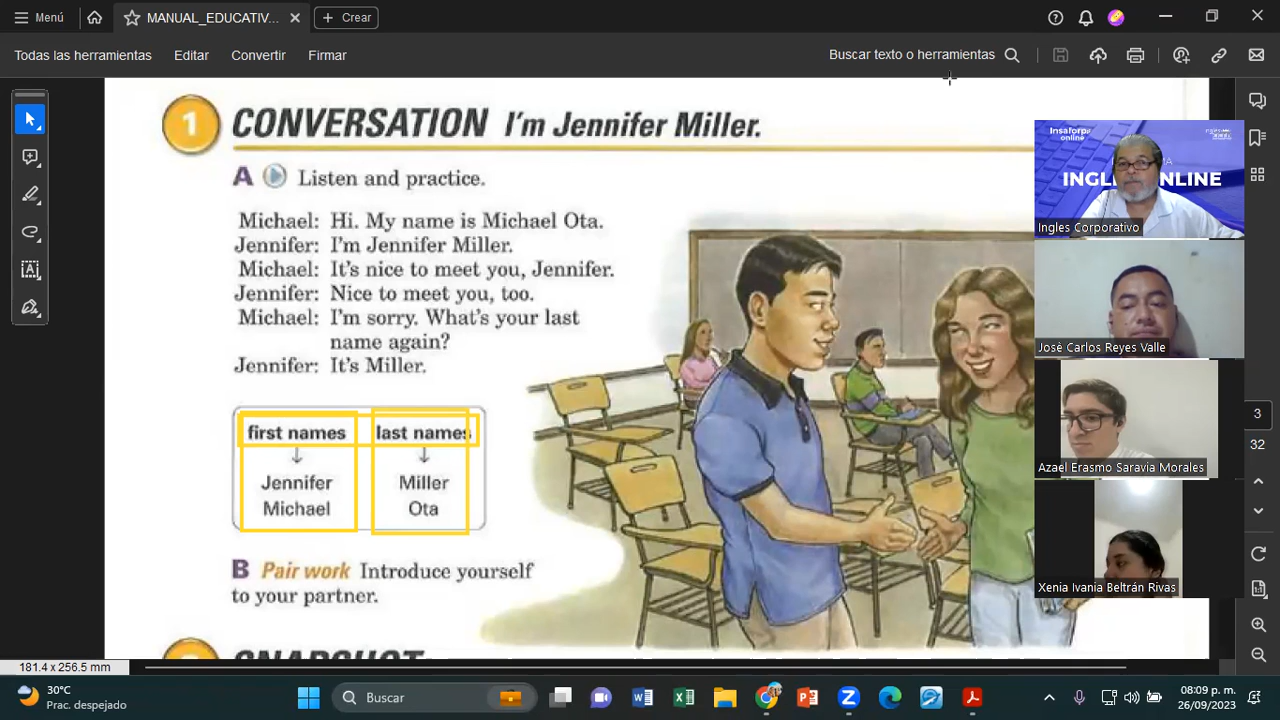 Menú
MANUAL_EDUCATIV...
Crear
Todas las herramientas
Editar
Convertir
Firmar
Buscar texto o herramientas
1 CONVERSATION I'm Jennifer Miller.
A Listen and practice.
Michael: Hi. My name is Michael Ota.
Jennifer: I'm Jennifer Miller.
Michael: It's nice to meet you, Jennifer.
Jennifer: Nice to meet you, too.
Michael: I'm sorry. What's your last
name again?
Jennifer: It's Miller.
first names last names
Jennifer Miller
Michael Ota
B Pair work Introduce yourself
to your partner.
SNAPSHOT
Insaforp
online
Ingles Corporativo
José Carlos Reyes Valle
Azael Erasmo Saravia Morales
Xenia Ivania Beltrán Rivas
3
32
181.4 x 256.5 mm
30°C
Prc. despejado
Buscar
08:09 p. m.
26/09/2023